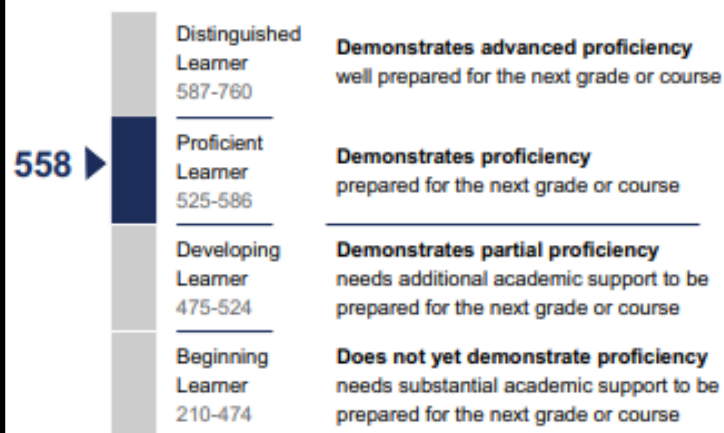 Distinguished
Learner
587-760
Demonstrates advanced proficiency
well prepared for the next grade or course
558
Proficient
Learner
525-586
Demonstrates proficiency
prepared for the next grade or course
Developing
Learner
475-524
Demonstrates partial proficiency
needs additional academic support to be
prepared for the next grade or course
Beginning
Learner
210-474
Does not yet demonstrate proficiency
needs substantial academic support to be
prepared for the next grade or course